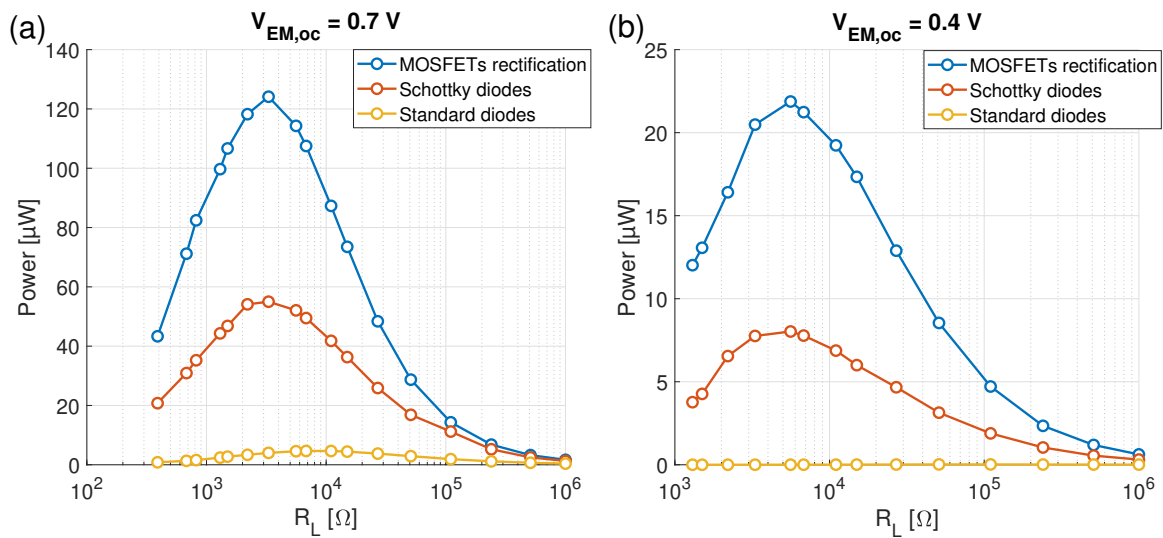 (a)
V_EM,oc = 0.7 V
140
120
100
80
60
40
20
0
Power [µW]
10^2
10^3
10^4
10^5
10^6
R_L [Ω]
MOSFETs rectification
Schottky diodes
Standard diodes
(b)
V_EM,oc = 0.4 V
25
20
15
10
5
0
Power [µW]
10^3
10^4
10^5
10^6
R_L [Ω]
MOSFETs rectification
Schottky diodes
Standard diodes